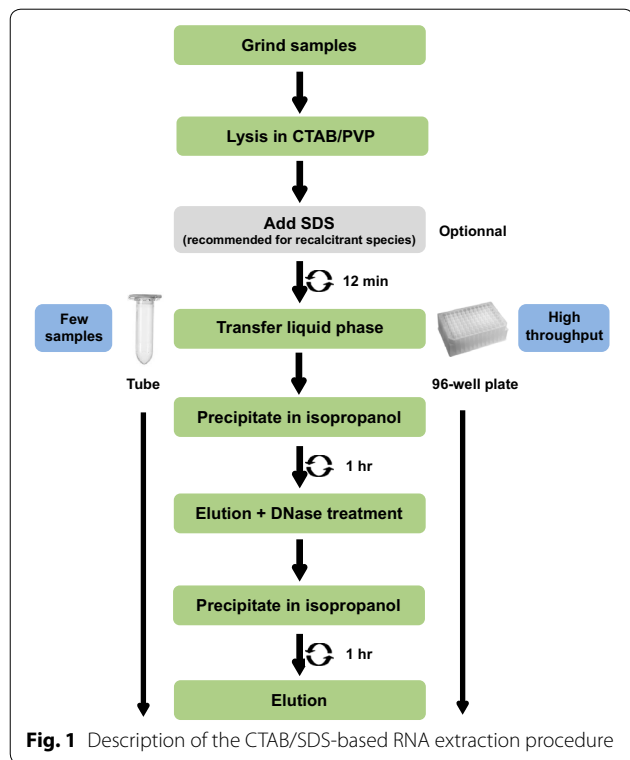 Grind samples
Lysis in CTAB/PVP
Add SDS
(recommended for recalcitrant species)
Optionnal
12 min
Few
samples
Tube
Transfer liquid phase
High
throughput
96-well plate
Precipitate in isopropanol
1 hr
Elution + DNase treatment
Precipitate in isopropanol
1 hr
Elution
Fig. 1 Description of the CTAB/SDS-based RNA extraction procedure